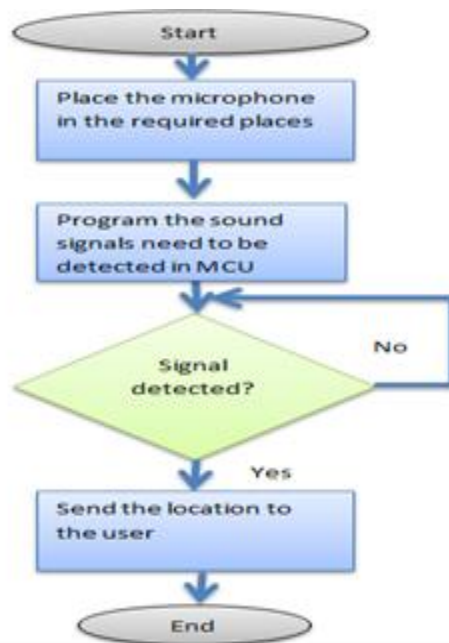 Start
Place the microphone
in the required places
Program the sound
signals need to be
detected in MCU
Signal
detected?
No
Yes
Send the location to
the user
End